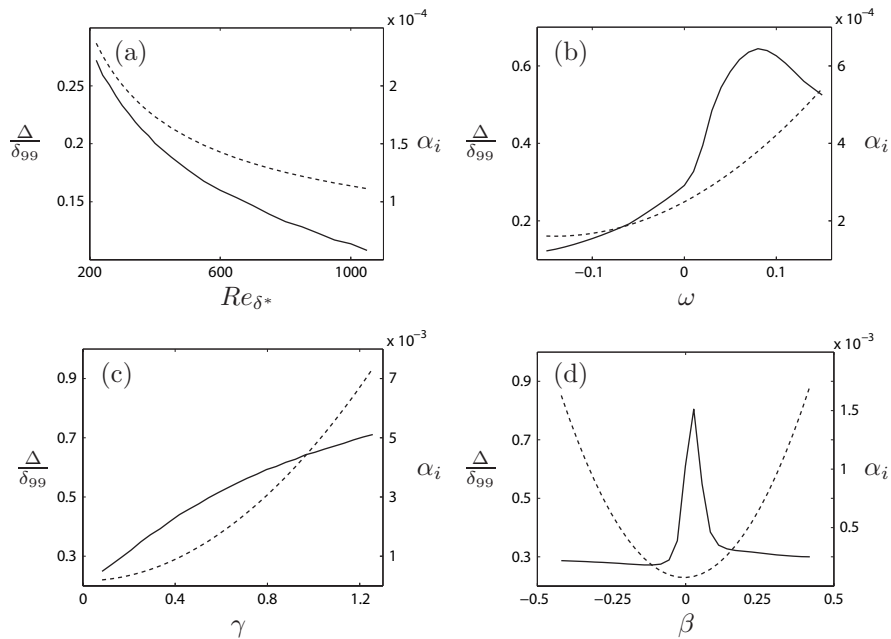 x 10⁻⁴
(a)
0.25
0.2
0.15
Δ/δ₉₉
2
1.5
1
αᵢ
200 600 1000
Re_δ*
x 10⁻⁴
(b)
0.6
0.4
0.2
Δ/δ₉₉
6
4
2
αᵢ
−0.1 0 0.1
ω
x 10⁻³
(c)
0.9
0.7
0.5
0.3
Δ/δ₉₉
7
5
3
1
αᵢ
0 0.4 0.8 1.2
γ
x 10⁻³
(d)
0.9
0.7
0.5
0.3
Δ/δ₉₉
1.5
1
0.5
αᵢ
−0.5 −0.25 0 0.25 0.5
β